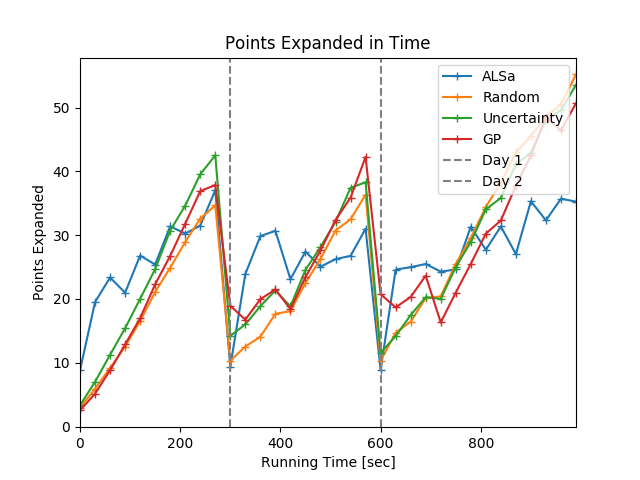 Points Expanded in Time
ALSa
Random
Uncertainty
GP
Day 1
Day 2
50
40
30
20
10
0
Points Expanded
0 200 400 600 800
Running Time [sec]